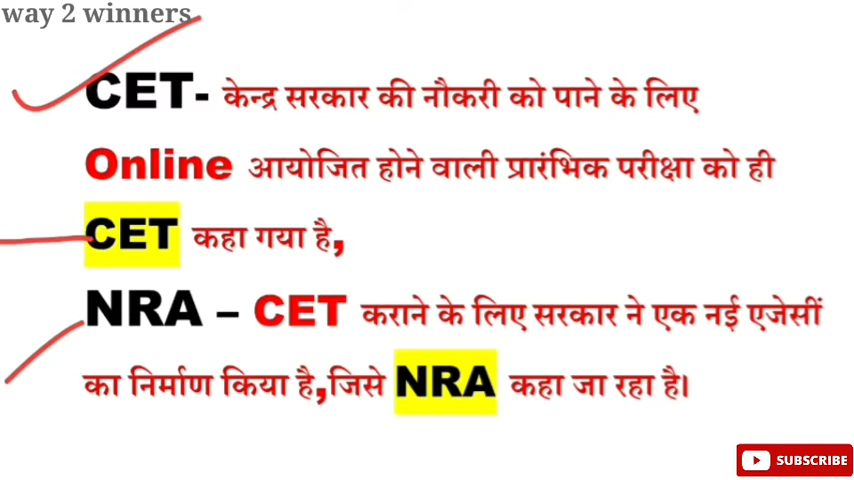 way 2 winners
CET- केन्द्र सरकार की नौकरी को पाने के लिए
Online आयोजित होने वाली प्रारंभिक परीक्षा को ही
CET कहा गया है,
NRA – CET कराने के लिए सरकार ने एक नई एजेसीं
का निर्माण किया है,जिसे NRA कहा जा रहा है।
SUBSCRIBE